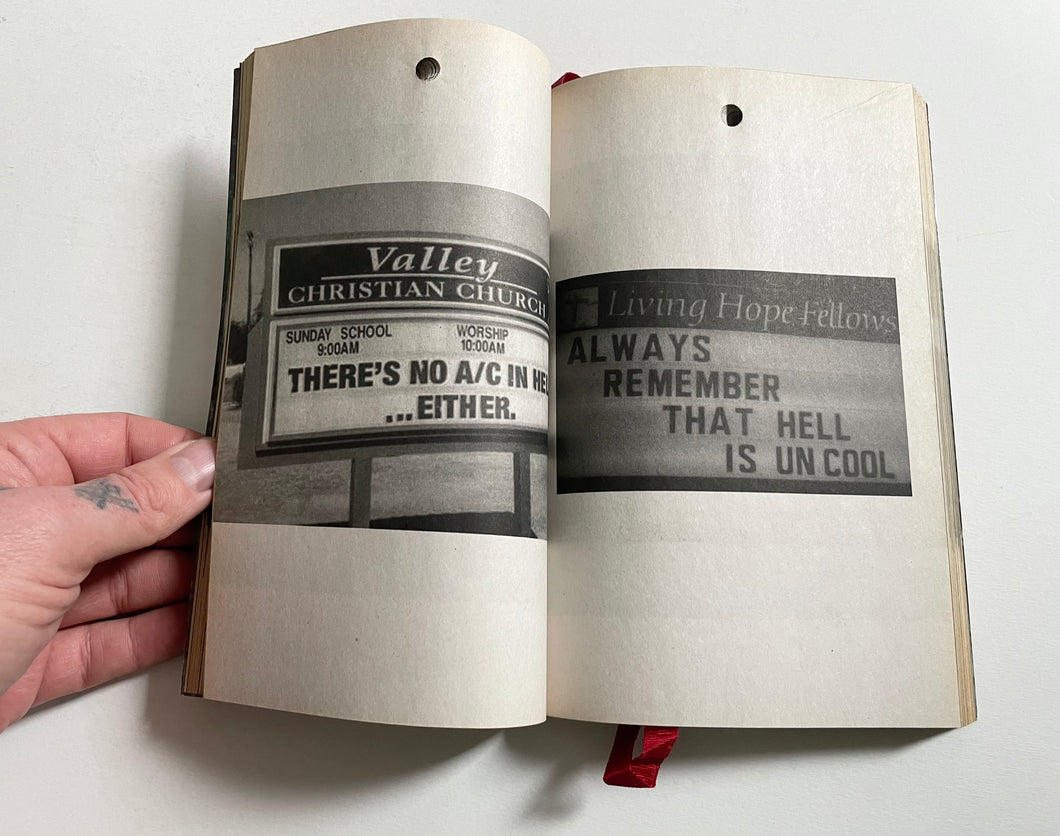 Valley
CHRISTIAN CHURCH
SUNDAY SCHOOL WORSHIP
9:00AM 10:00AM
THERE'S NO A/C IN HE
...EITHER.
Living Hope Fellows
ALWAYS
REMEMBER
THAT HELL
IS UN COOL